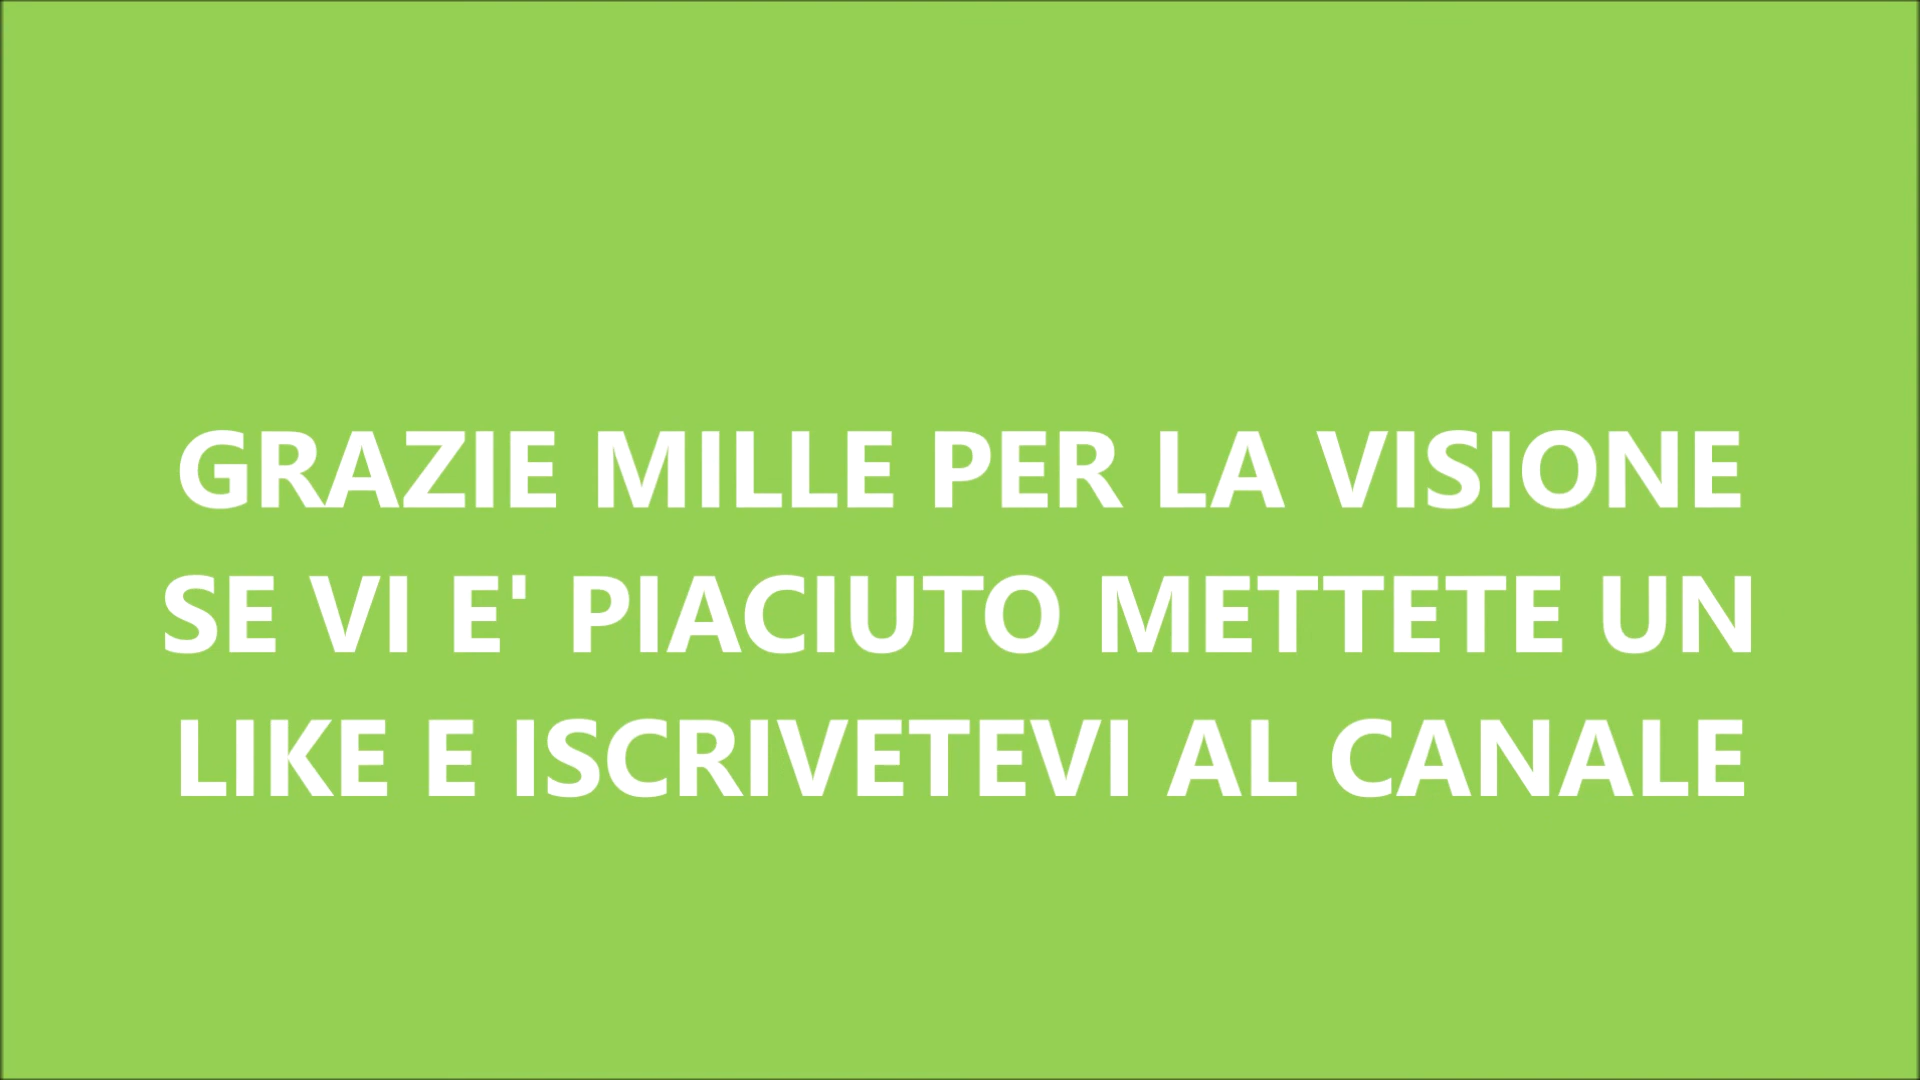 GRAZIE MILLE PER LA VISIONE
SE VI E' PIACIUTO METTETE UN
LIKE E ISCRIVETEVI AL CANALE